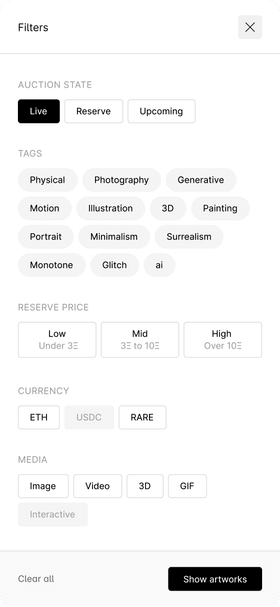 Filters
AUCTION STATE
Live Reserve Upcoming
TAGS
Physical Photography Generative
Motion Illustration 3D Painting
Portrait Minimalism Surrealism
Monotone Glitch ai
RESERVE PRICE
Low Mid High
Under 3Ξ 3Ξ to 10Ξ Over 10Ξ
CURRENCY
ETH USDC RARE
MEDIA
Image Video 3D GIF
Interactive
Clear all Show artworks